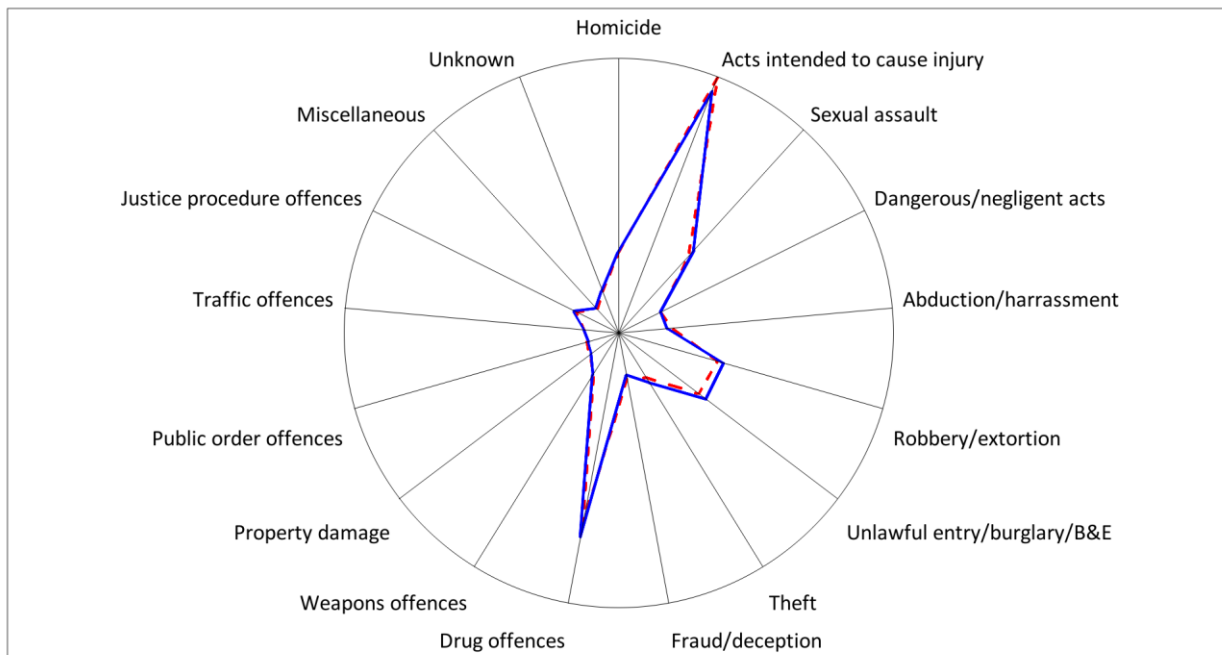 Homicide
Acts intended to cause injury
Sexual assault
Dangerous/negligent acts
Abduction/harrassment
Robbery/extortion
Unlawful entry/burglary/B&E
Theft
Fraud/deception
Drug offences
Weapons offences
Property damage
Public order offences
Traffic offences
Justice procedure offences
Miscellaneous
Unknown